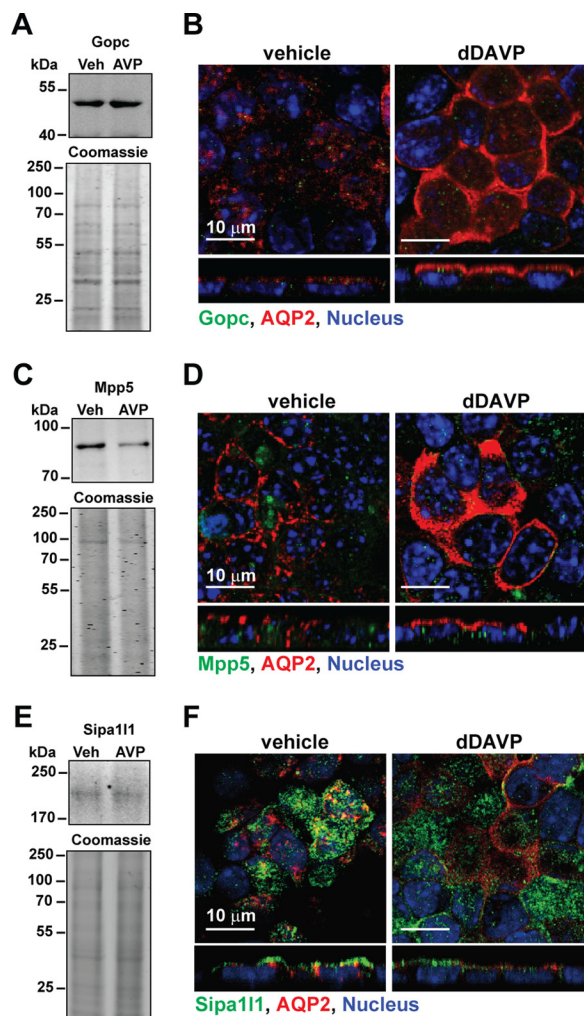 A
Gopc
kDa Veh AVP
55
40
Coomassie
250
100
70
55
25
B
vehicle dDAVP
10 μm
Gopc, AQP2, Nucleus
C
Mpp5
kDa Veh AVP
100
70
Coomassie
250
100
70
55
25
D
vehicle dDAVP
10 μm
Mpp5, AQP2, Nucleus
E
Sipa1l1
kDa Veh AVP
250
170
Coomassie
250
100
70
55
25
F
vehicle dDAVP
10 μm
Sipa1l1, AQP2, Nucleus